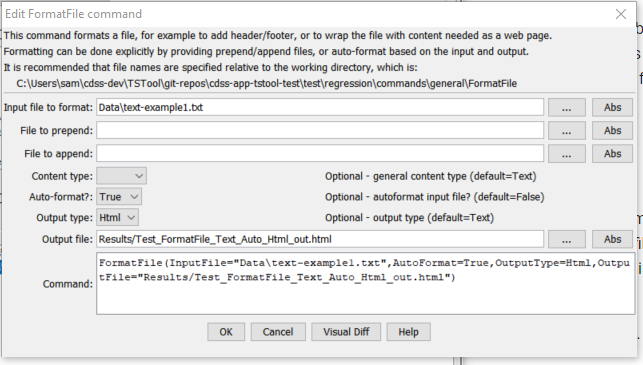 Edit FormatFile command
This command formats a file, for example to add header/footer, or to wrap the file with content needed as a web page.
Formatting can be done explicitly by providing prepend/append files, or auto-format based on the input and output.
It is recommended that file names are specified relative to the working directory, which is:
C:\Users\sam\cdss-dev\TSTool\git-repos\cdss-app-tstool-test\test\regression\commands\general\FormatFile
Input file to format: Data\text-example1.txt ... Abs
File to prepend: ... Abs
File to append: ... Abs
Content type: Optional - general content type (default=Text)
Auto-format?: True Optional - autoformat input file? (default=False)
Output type: Html Optional - output type (default=Text)
Output file: Results/Test_FormatFile_Text_Auto_Html_out.html ... Abs
Command: FormatFile(InputFile="Data\text-example1.txt",AutoFormat=True,OutputType=Html,Outpu
tFile="Results/Test_FormatFile_Text_Auto_Html_out.html")
OK Cancel Visual Diff Help